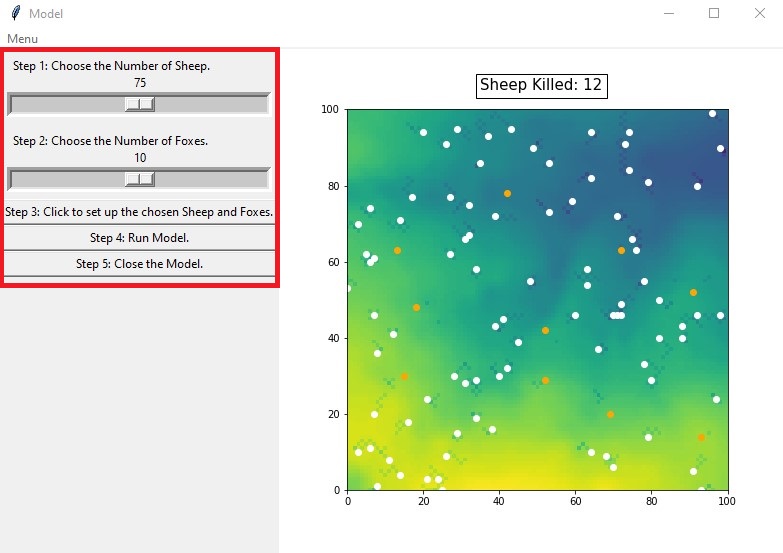 Model
Menu
Step 1: Choose the Number of Sheep.
75
Step 2: Choose the Number of Foxes.
10
Step 3: Click to set up the chosen Sheep and Foxes.
Step 4: Run Model.
Step 5: Close the Model.
Sheep Killed: 12
100
80
60
40
20
0
0 20 40 60 80 100